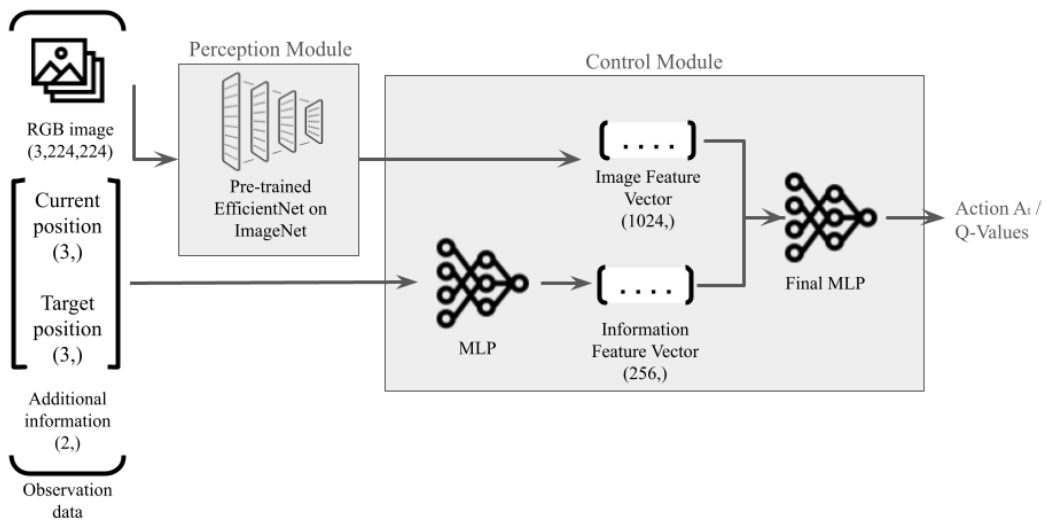 RGB image
(3,224,224)
Current
position
(3,)
Target
position
(3,)
Additional
information
(2,)
Observation
data
Perception Module
Pre-trained
EfficientNet on
ImageNet
Control Module
Image Feature
Vector
(1024,)
MLP
Information
Feature Vector
(256,)
Final MLP
Action At /
Q-Values